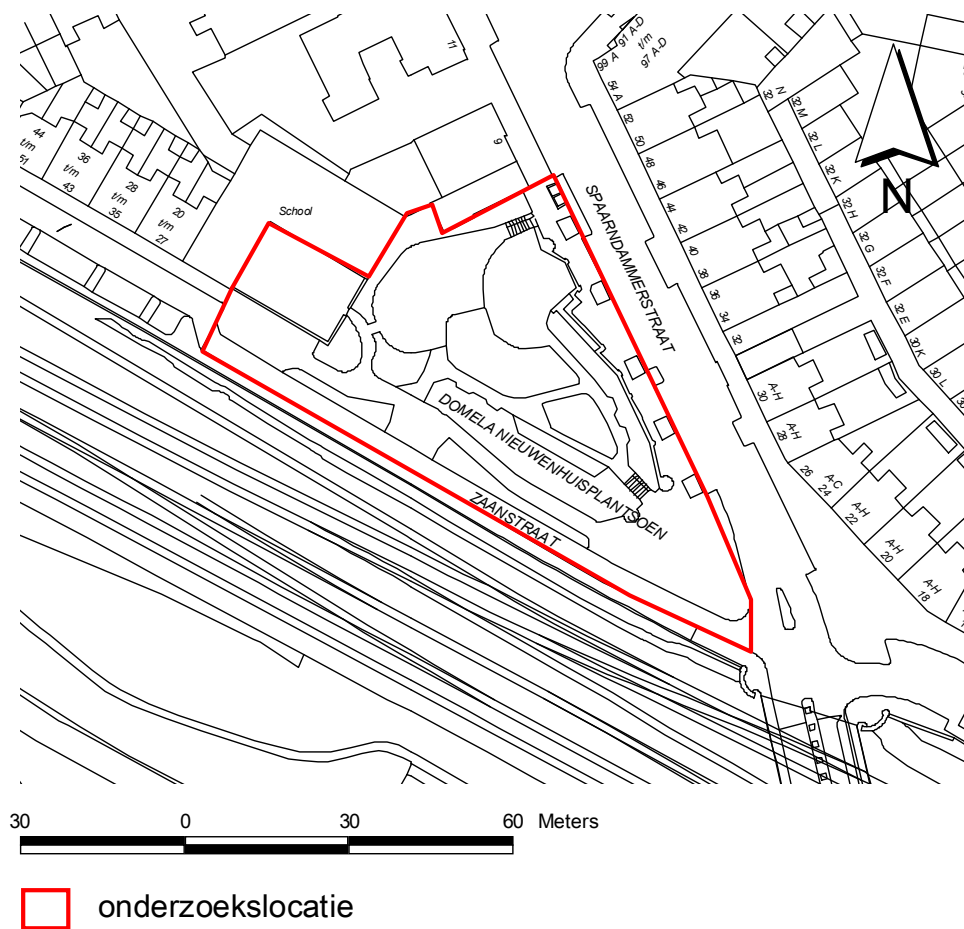 99 A
91 A-D
t/m
97 A-D
11
54 A
52
50
48
46
44
42
40
38
36
34
32
32 N
32 M
32 L
32 K
32 H
32 G
32 F
32 E
30 K
30 L
9
44
t/m
51
36
t/m
43
28
t/m
35
20
t/m
27
School
SPAARNDAMMERSTRAAT
DOMELA NIEUWENHUISPLANTSOEN
ZAANSTRAAT
A-H
30
A-H
28
26
A-C
24
A-H
22
A-H
20
A-H
18
N
30 0 30 60 Meters
onderzoekslocatie